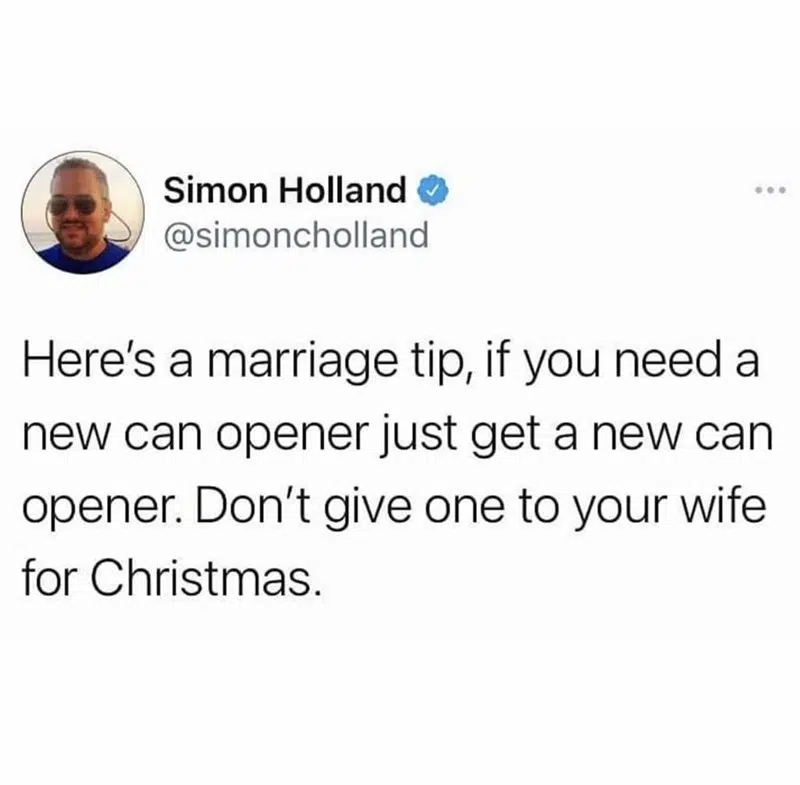 Simon Holland
@simoncholland
Here's a marriage tip, if you need a
new can opener just get a new can
opener. Don't give one to your wife
for Christmas.